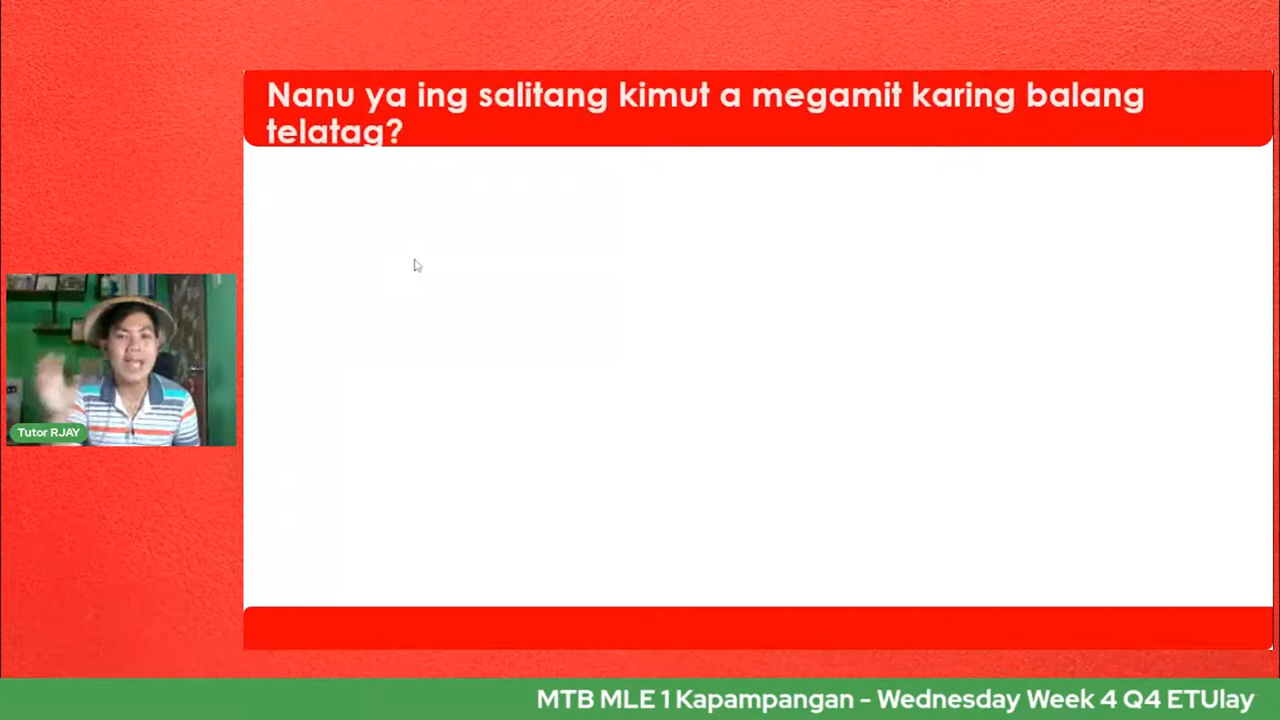 Nanu ya ing salitang kimut a megamit karing balang
telatag?
Tutor RJAY
MTB MLE 1 Kapampangan - Wednesday Week 4 Q4 ETUlay